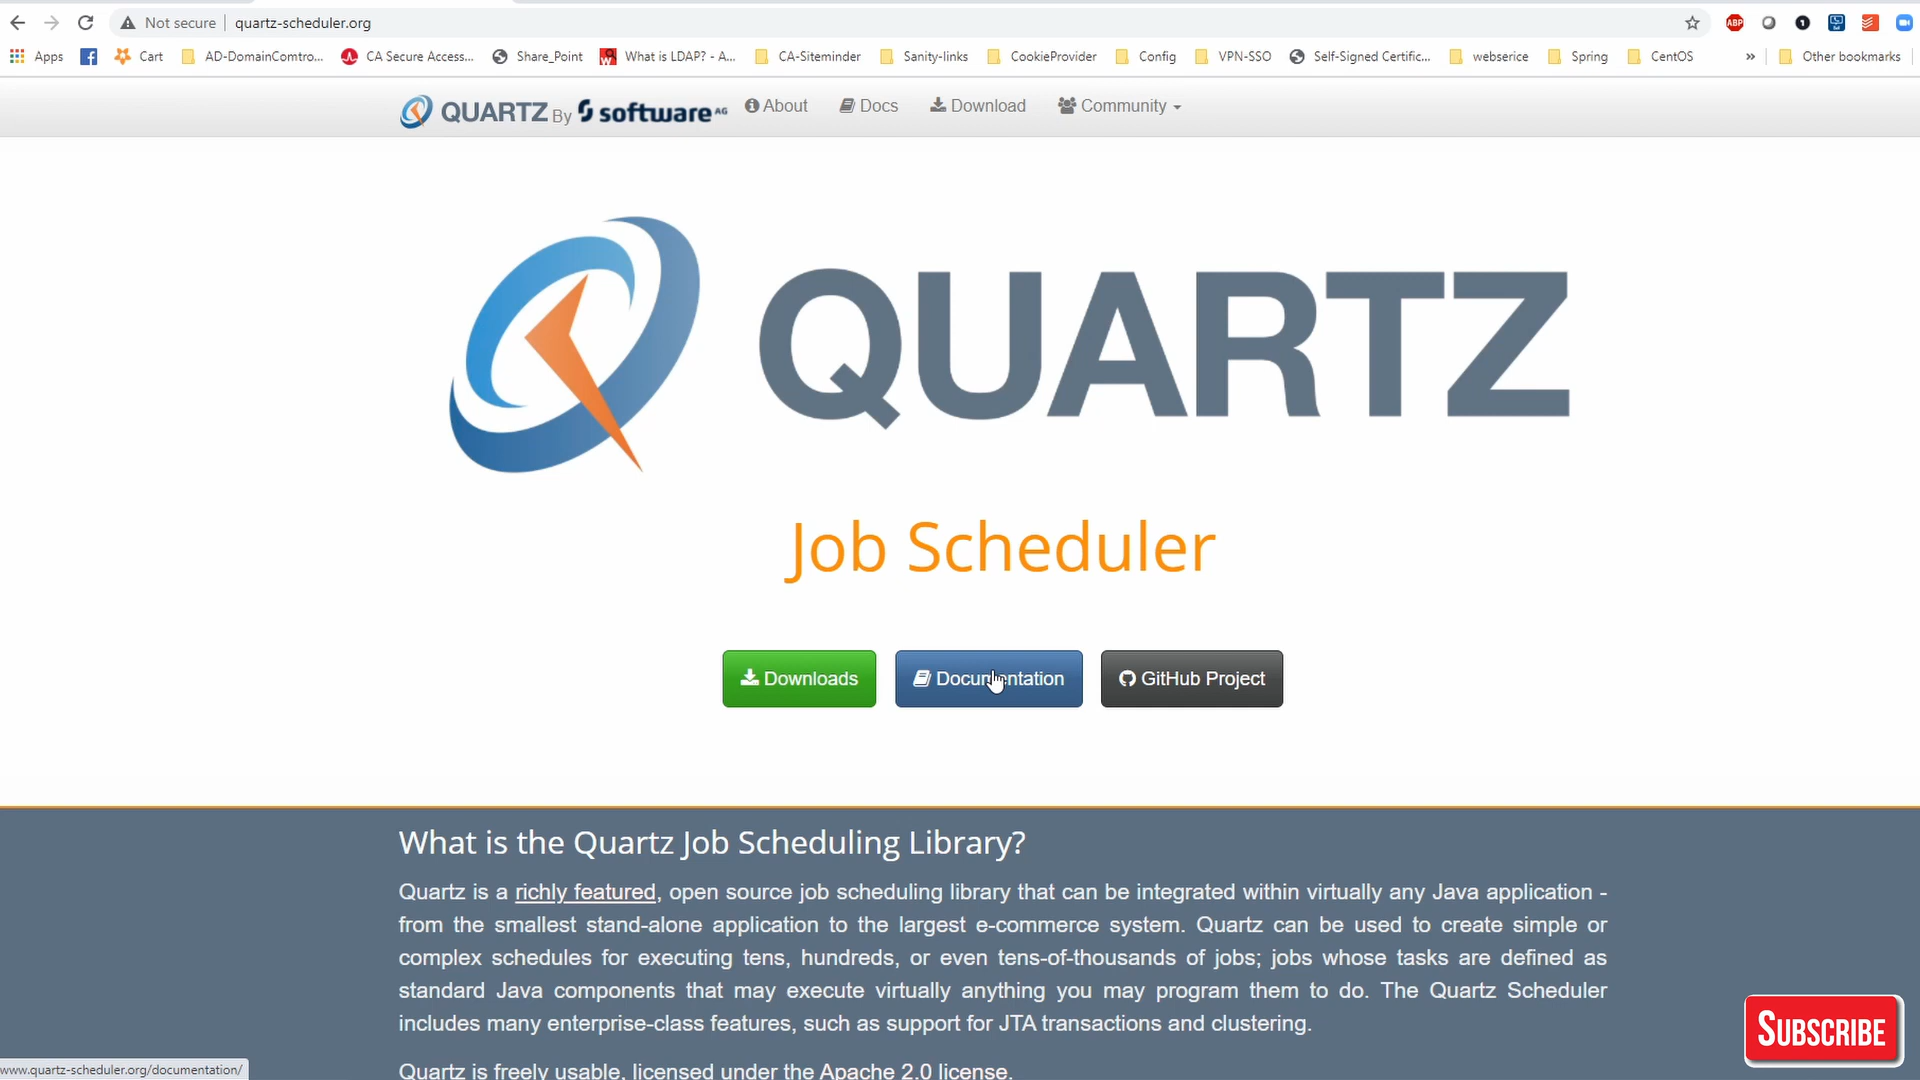 Not secure | quartz-scheduler.org
Apps Cart AD-DomainComtro... CA Secure Access... Share_Point What is LDAP? - A... CA-Siteminder Sanity-links CookieProvider Config VPN-SSO Self-Signed Certific... webserice Spring CentOS » Other bookmarks
QUARTZ By software AG About Docs Download Community
QUARTZ
Job Scheduler
Downloads Documentation GitHub Project
What is the Quartz Job Scheduling Library?
Quartz is a richly featured, open source job scheduling library that can be integrated within virtually any Java application -
from the smallest stand-alone application to the largest e-commerce system. Quartz can be used to create simple or
complex schedules for executing tens, hundreds, or even tens-of-thousands of jobs; jobs whose tasks are defined as
standard Java components that may execute virtually anything you may program them to do. The Quartz Scheduler
includes many enterprise-class features, such as support for JTA transactions and clustering.
Quartz is freely usable, licensed under the Apache 2.0 license.
www.quartz-scheduler.org/documentation/
SUBSCRIBE
ABP